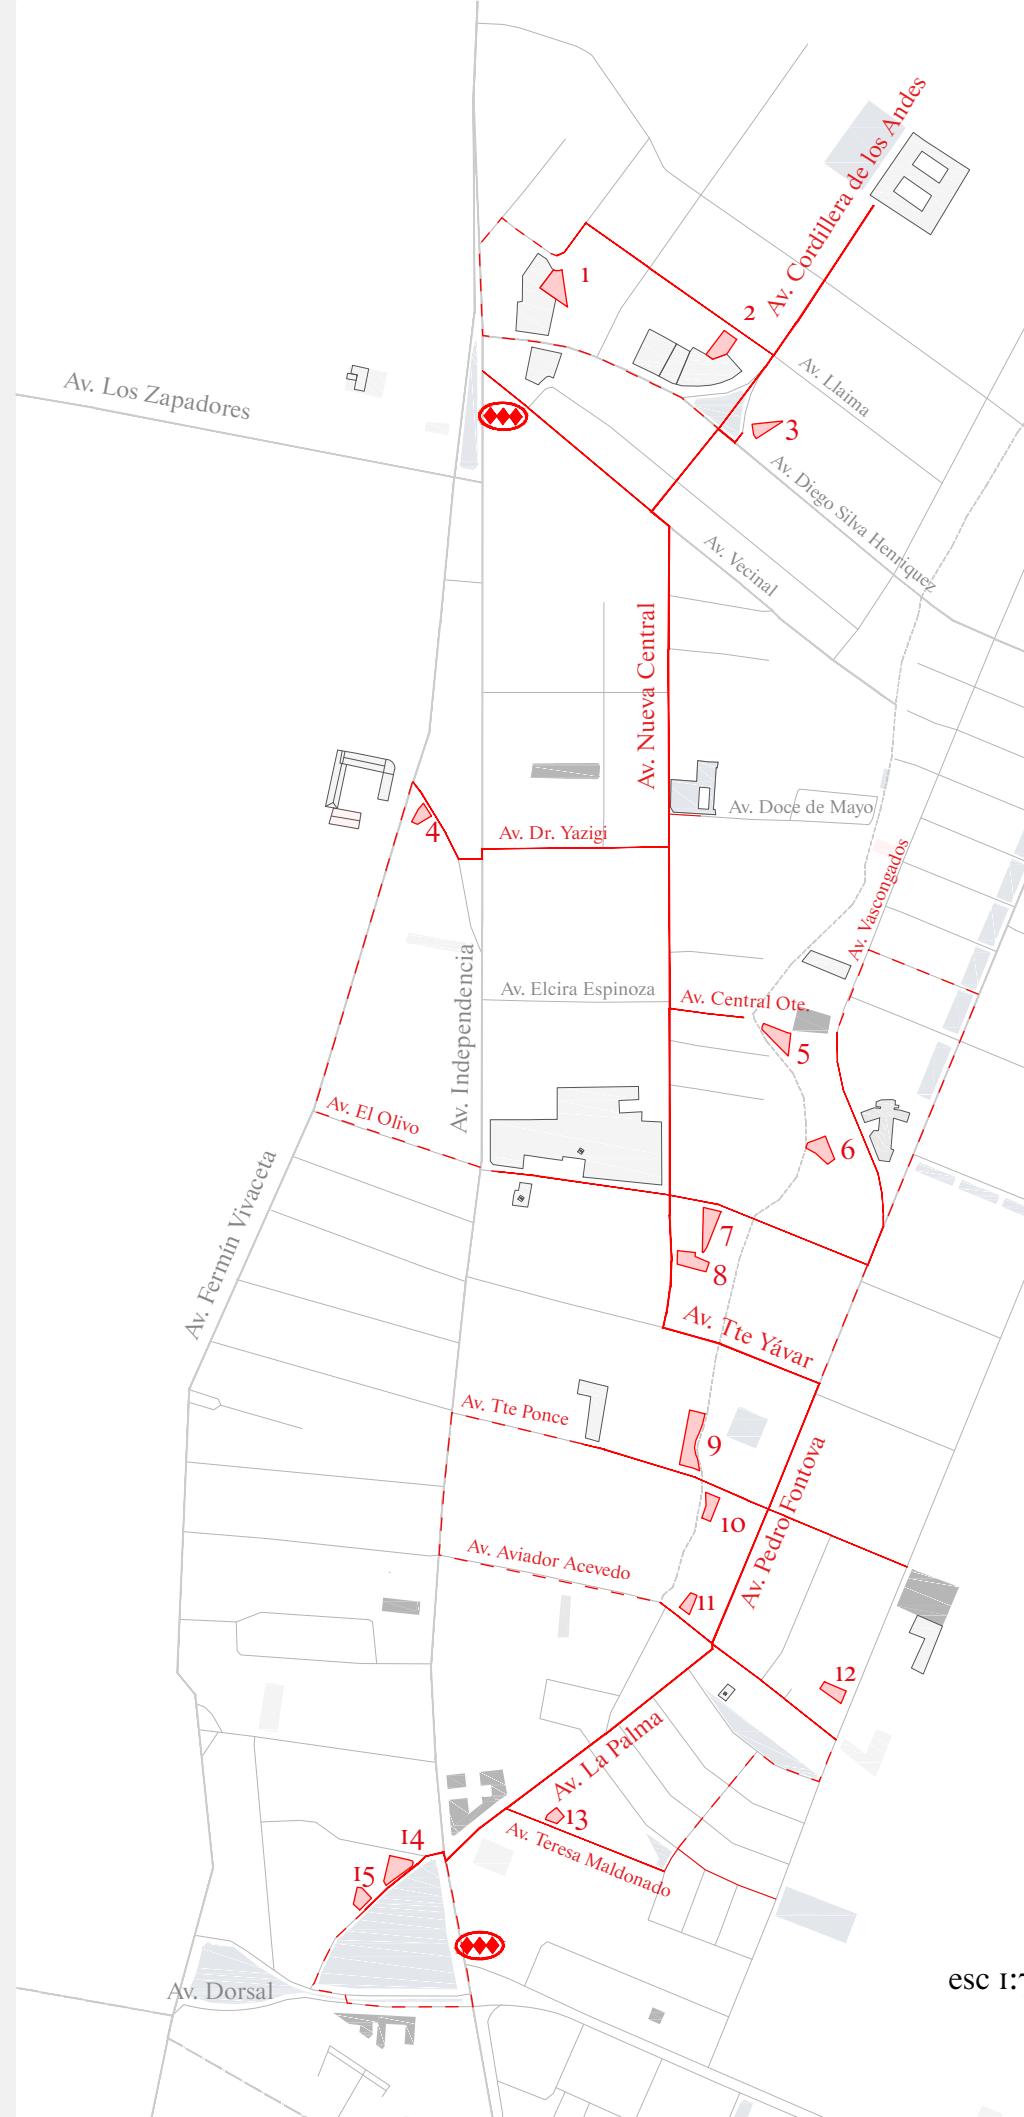 Av. Cordillera de los Andes
1
2
Av. Llaima
Av. Los Zapadores
3
Av. Diego Silva Henriquez
Av. Vecinal
Av. Nueva Central
Av. Doce de Mayo
4
Av. Dr. Yazigi
Av. Vascongados
Av. Independencia
Av. Elcira Espinoza
Av. Central Ote.
5
Av. El Olivo
6
Av. Fermín Vivaceta
7
8
Av. Tte Yávar
Av. Tte Ponce
9
Av. Pedro Fontova
10
Av. Aviador Acevedo
11
12
Av. La Palma
13
14
Av. Teresa Maldonado
15
Av. Dorsal
esc 1: